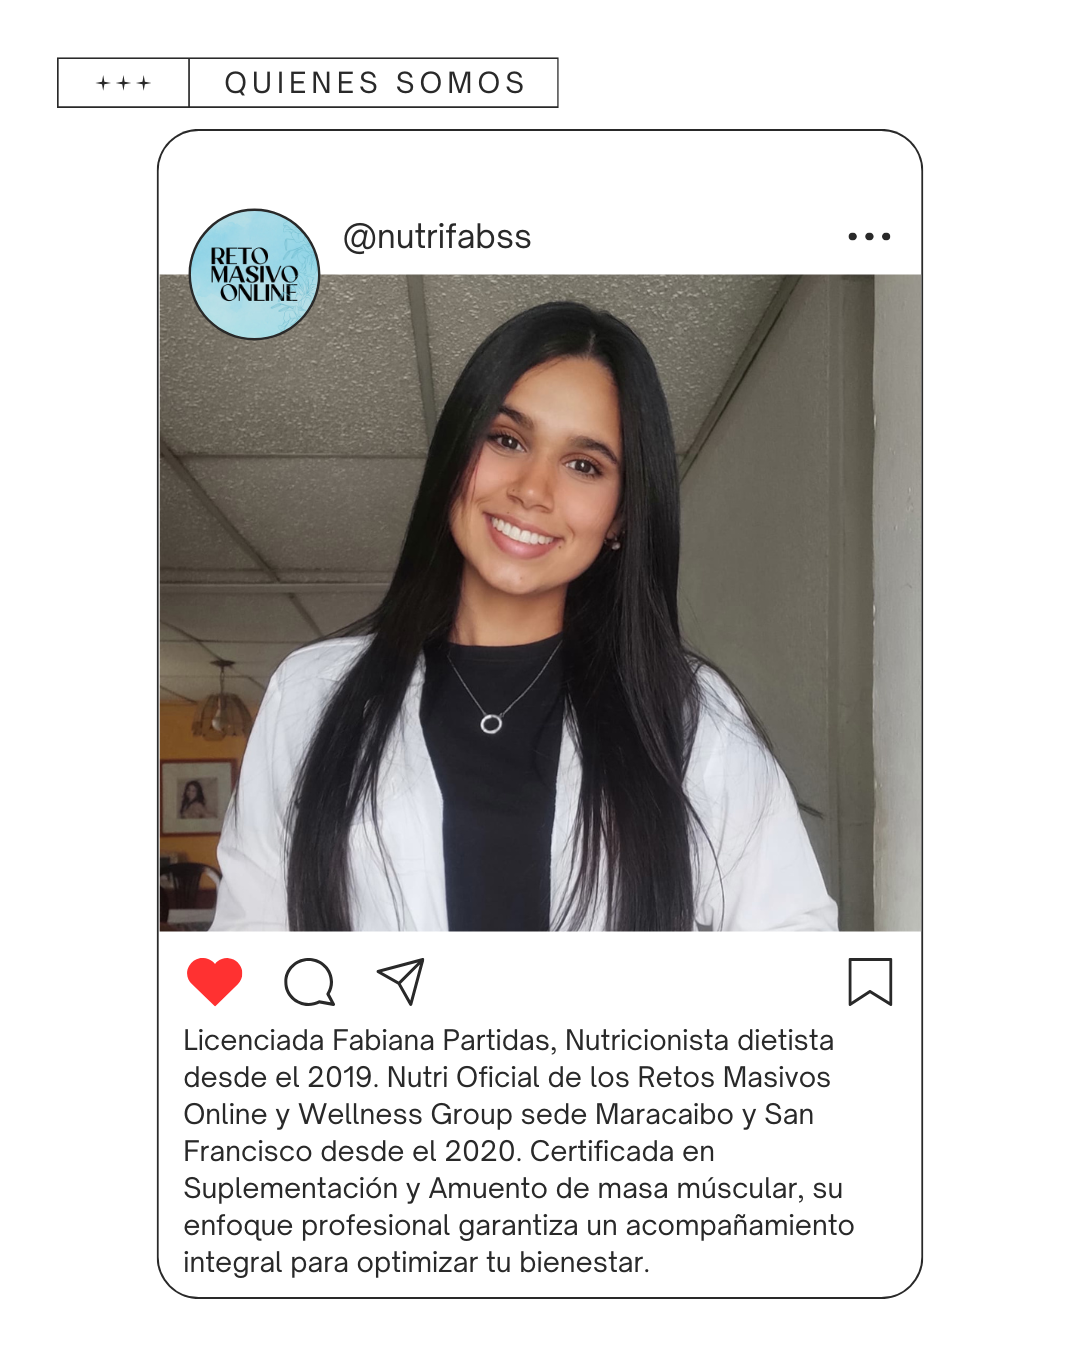 QUIENES SOMOS
@nutrifabss
RETO
MASIVO
ONLINE
Licenciada Fabiana Partidas, Nutricionista dietista
desde el 2019. Nutri Oficial de los Retos Masivos
Online y Wellness Group sede Maracaibo y San
Francisco desde el 2020. Certificada en
Suplementación y Amuento de masa múscular, su
enfoque profesional garantiza un acompañamiento
integral para optimizar tu bienestar.